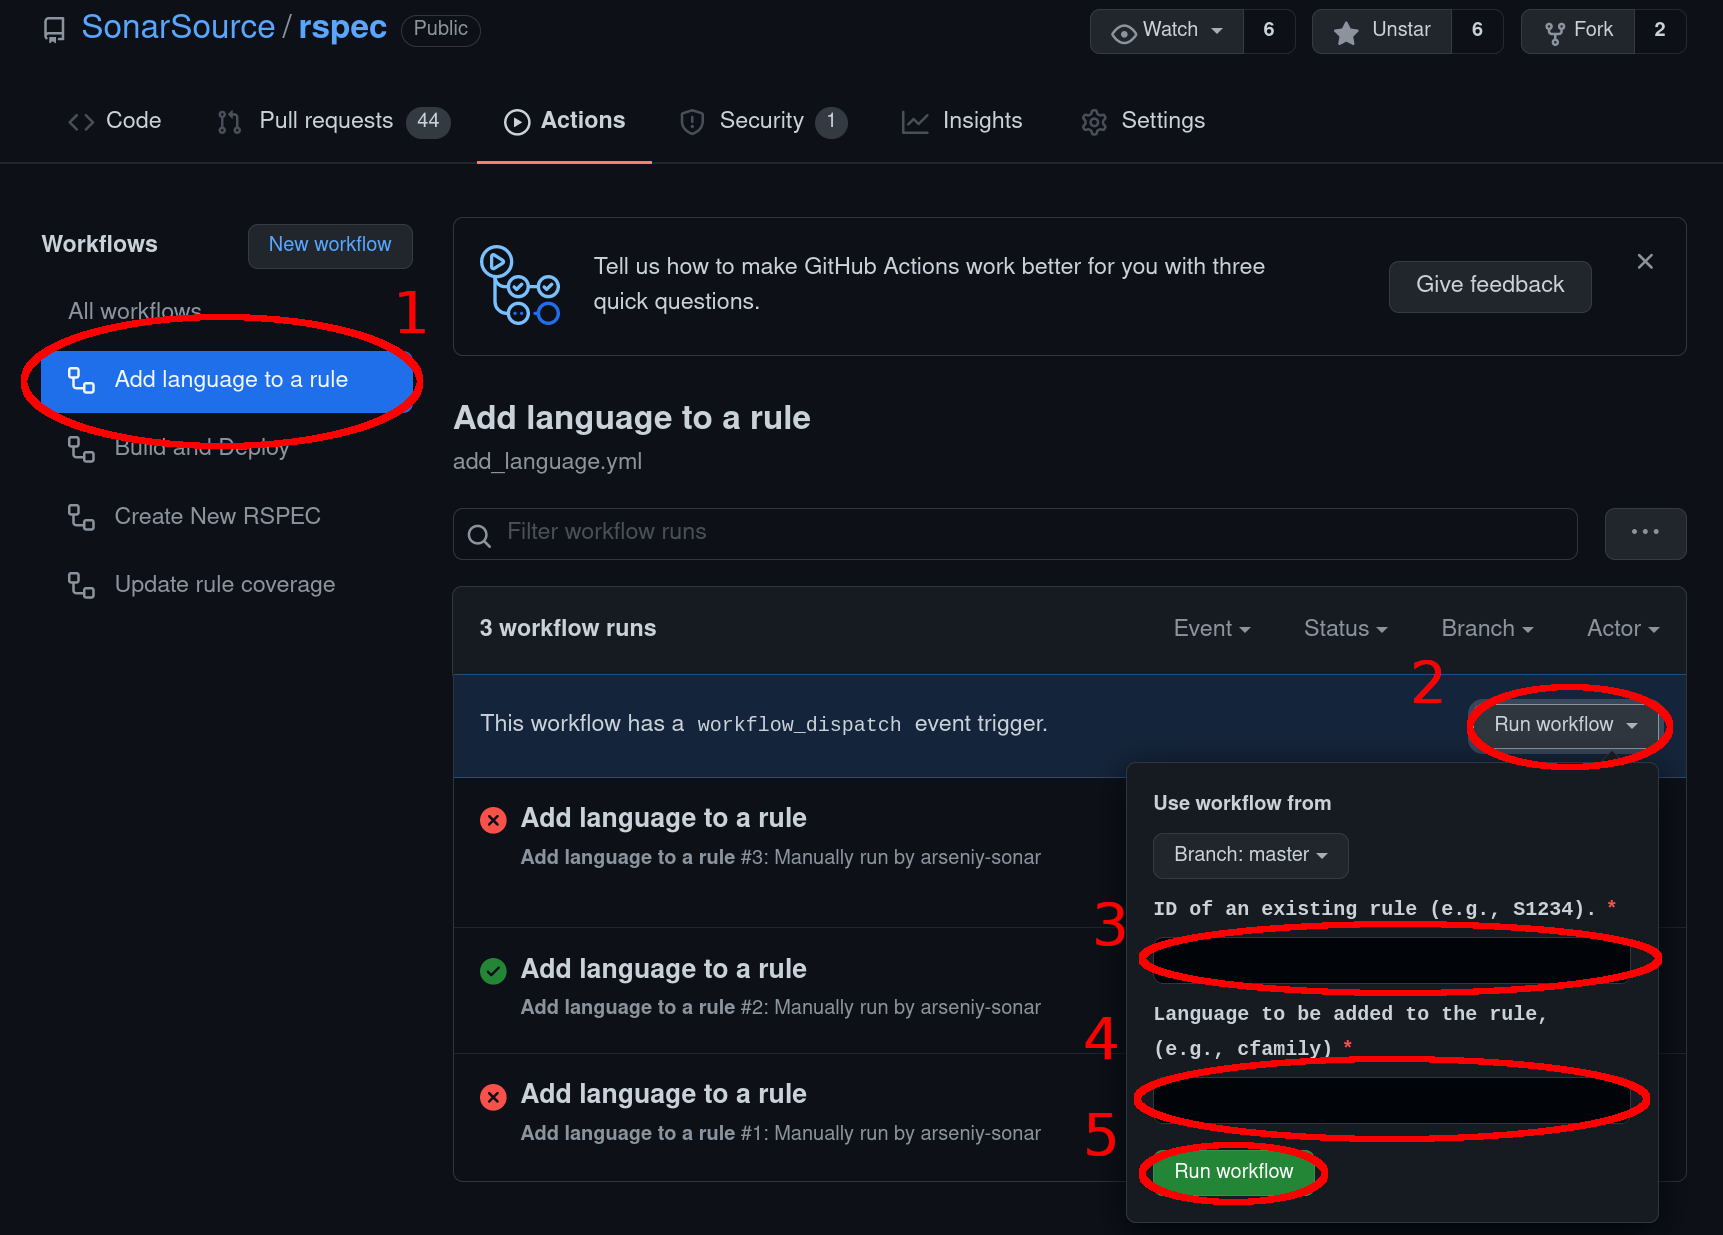 SonarSource / rspec Public
Watch 6 Unstar 6 Fork 2
Code Pull requests 44 Actions Security 1 Insights Settings
Workflows New workflow
All workflows
1
Add language to a rule
Build and Deploy
Create New RSPEC
Update rule coverage
Tell us how to make GitHub Actions work better for you with three
quick questions.
Give feedback
Add language to a rule
add_language.yml
Filter workflow runs
3 workflow runs Event Status Branch Actor
2
This workflow has a workflow_dispatch event trigger. Run workflow
Add language to a rule
Add language to a rule #3: Manually run by arseniy-sonar
Add language to a rule
Add language to a rule #2: Manually run by arseniy-sonar
Add language to a rule
Add language to a rule #1: Manually run by arseniy-sonar
Use workflow from
Branch: master
ID of an existing rule (e.g., S1234). *
3
Language to be added to the rule,
(e.g., cfamily) *
4
5
Run workflow